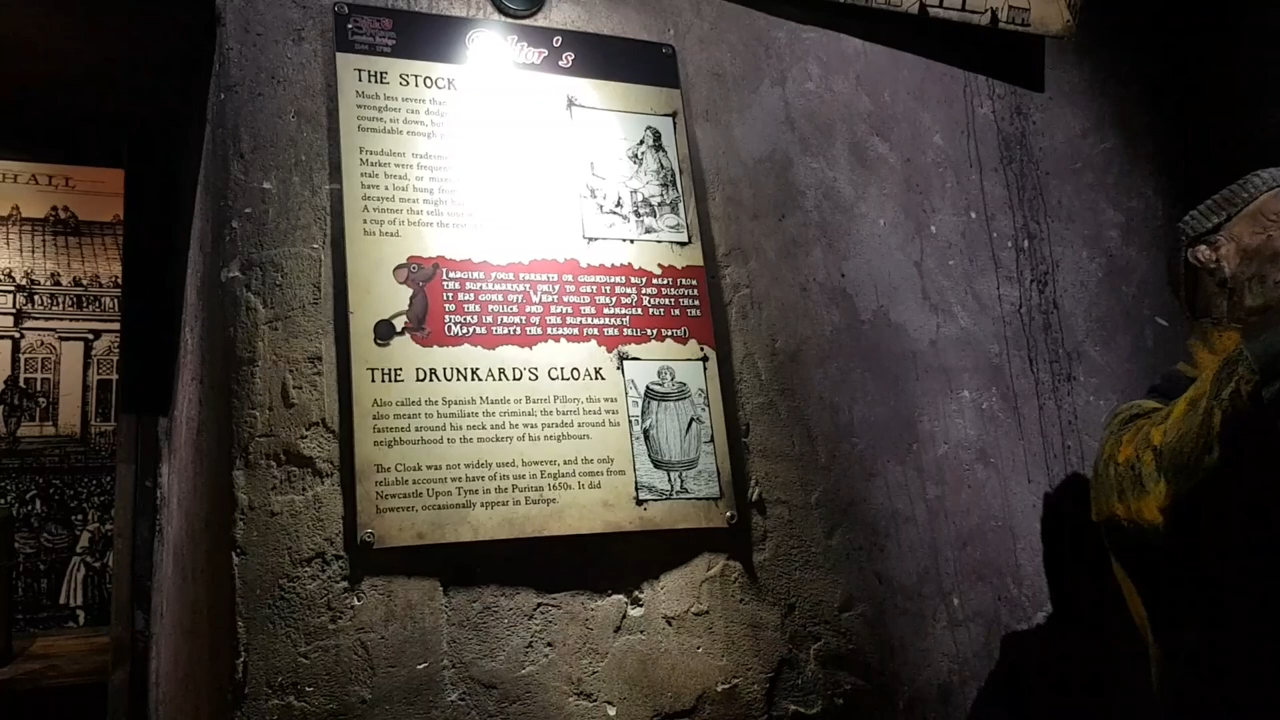 HALL
London Bridge
THE STOCK
Much less severe than
wrongdoer can dodg
course, sit down, but
formidable enough
Fraudulent tradesm
Market were frequen
stale bread, or mixe
have a loaf hung fro
decayed meat might h
A vintner that sells sour
a cup of it before the rest
his head.
IMAGINE YOUR PARENTS OR GUARDIANS BUY MEAT FROM
THE SUPERMARKET, ONLY TO GET IT HOME AND DISCOVER
IT HAS GONE OFF. WHAT WOULD THEY DO? REPORT THEM
TO THE POLICE AND HAVE THE MANAGER PUT IN THE
STOCKS IN FRONT OF THE SUPERMARKET!
(MAYBE THAT'S THE REASON FOR THE SELL-BY DATE!)
THE DRUNKARD'S CLOAK
Also called the Spanish Mantle or Barrel Pillory, this was
also meant to humiliate the criminal; the barrel head was
fastened around his neck and he was paraded around his
neighbourhood to the mockery of his neighbours.
The Cloak was not widely used, however, and the only
reliable account we have of its use in England comes from
Newcastle Upon Tyne in the Puritan 1650s. It did
however, occasionally appear in Europe.